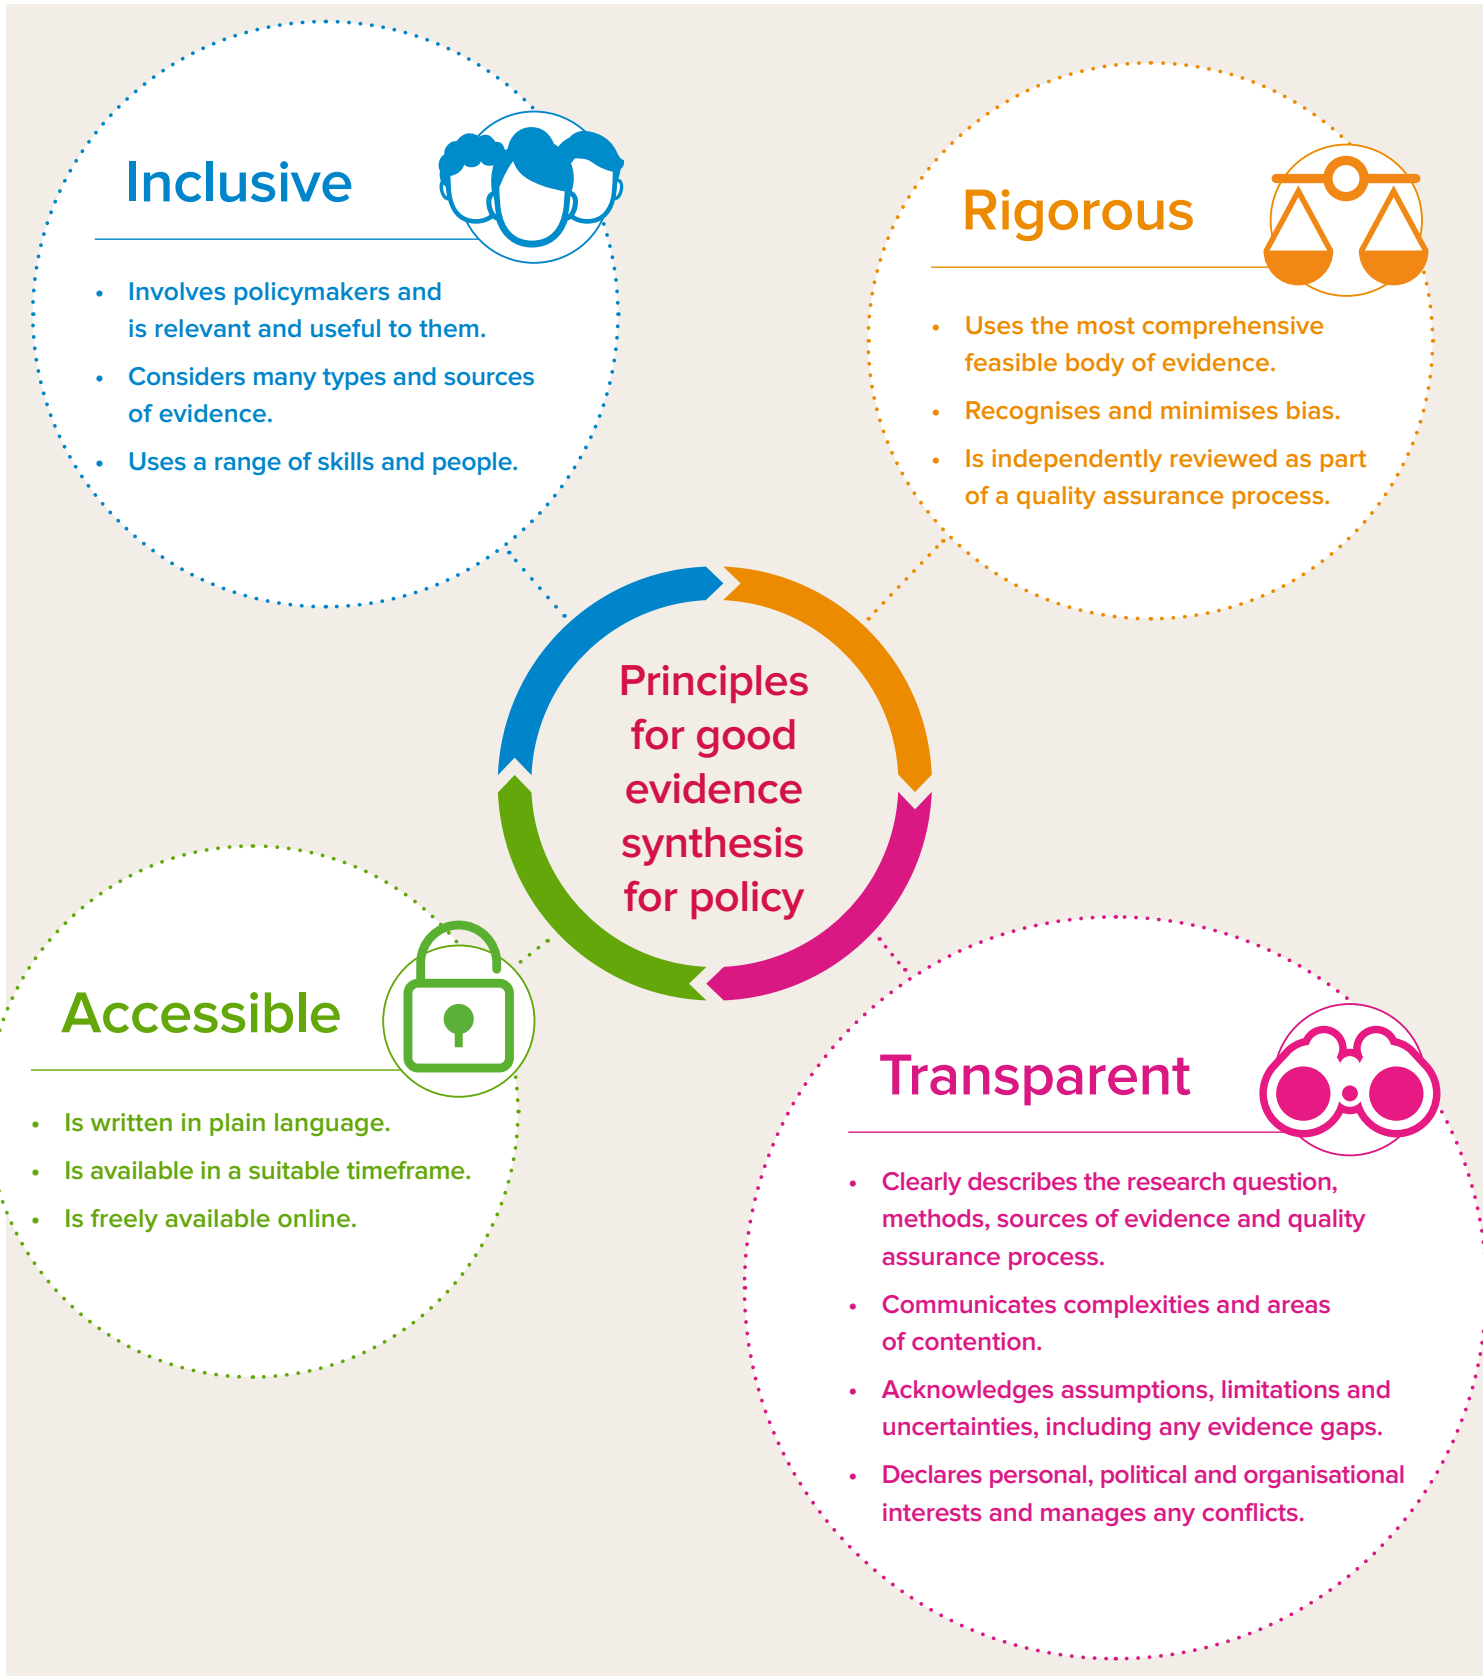 Inclusive
• Involves policymakers and
is relevant and useful to them.
• Considers many types and sources
of evidence.
• Uses a range of skills and people.
Rigorous
• Uses the most comprehensive
feasible body of evidence.
• Recognises and minimises bias.
• Is independently reviewed as part
of a quality assurance process.
Principles
for good
evidence
synthesis
for policy
Accessible
• Is written in plain language.
• Is available in a suitable timeframe.
• Is freely available online.
Transparent
• Clearly describes the research question,
methods, sources of evidence and quality
assurance process.
• Communicates complexities and areas
of contention.
• Acknowledges assumptions, limitations and
uncertainties, including any evidence gaps.
• Declares personal, political and organisational
interests and manages any conflicts.